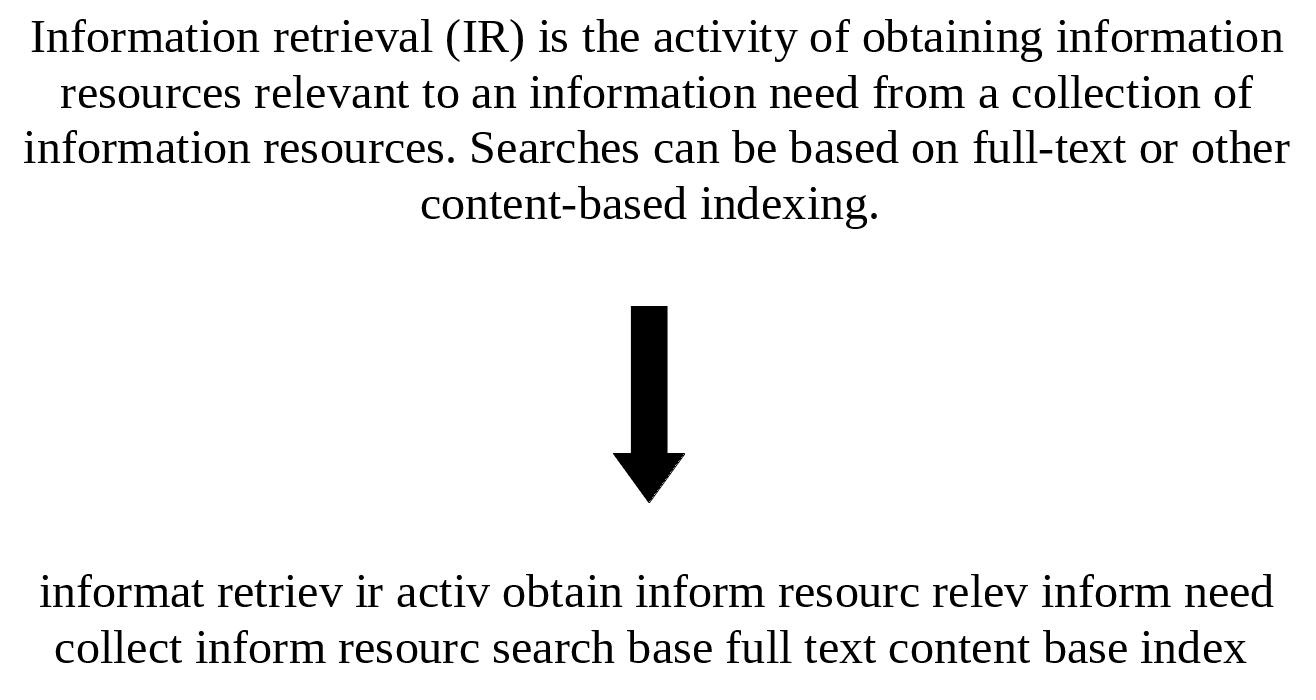 Information retrieval (IR) is the activity of obtaining information
resources relevant to an information need from a collection of
information resources. Searches can be based on full-text or other
content-based indexing.
informat retriev ir activ obtain inform resourc relev inform need
collect inform resourc search base full text content base index